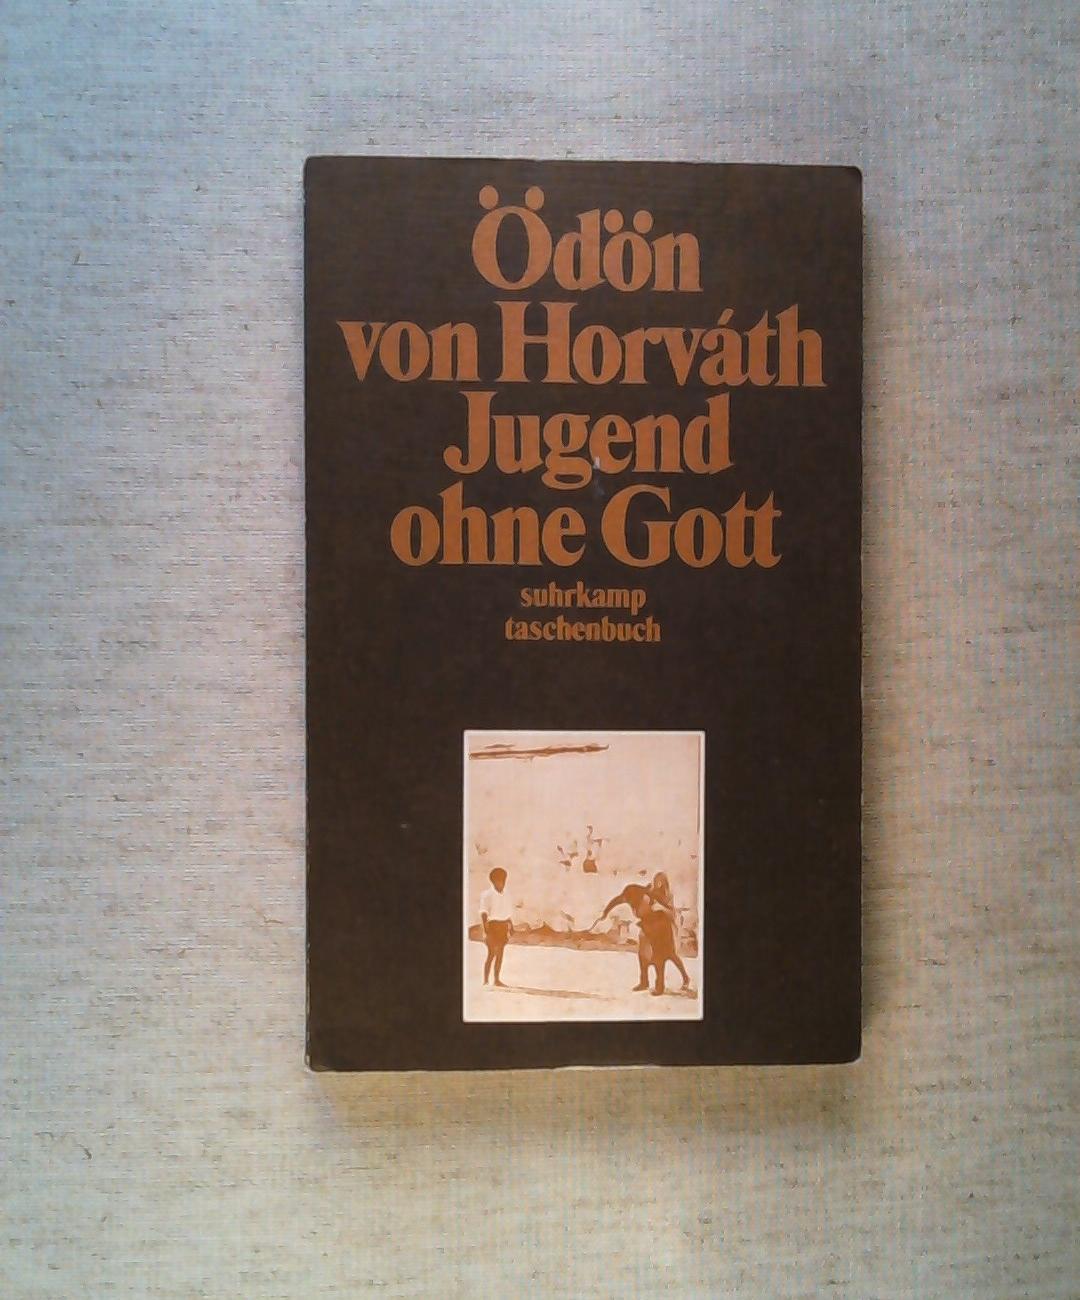 Ödön
von Horváth
Jugend
ohne Gott
suhrkamp
taschenbuch